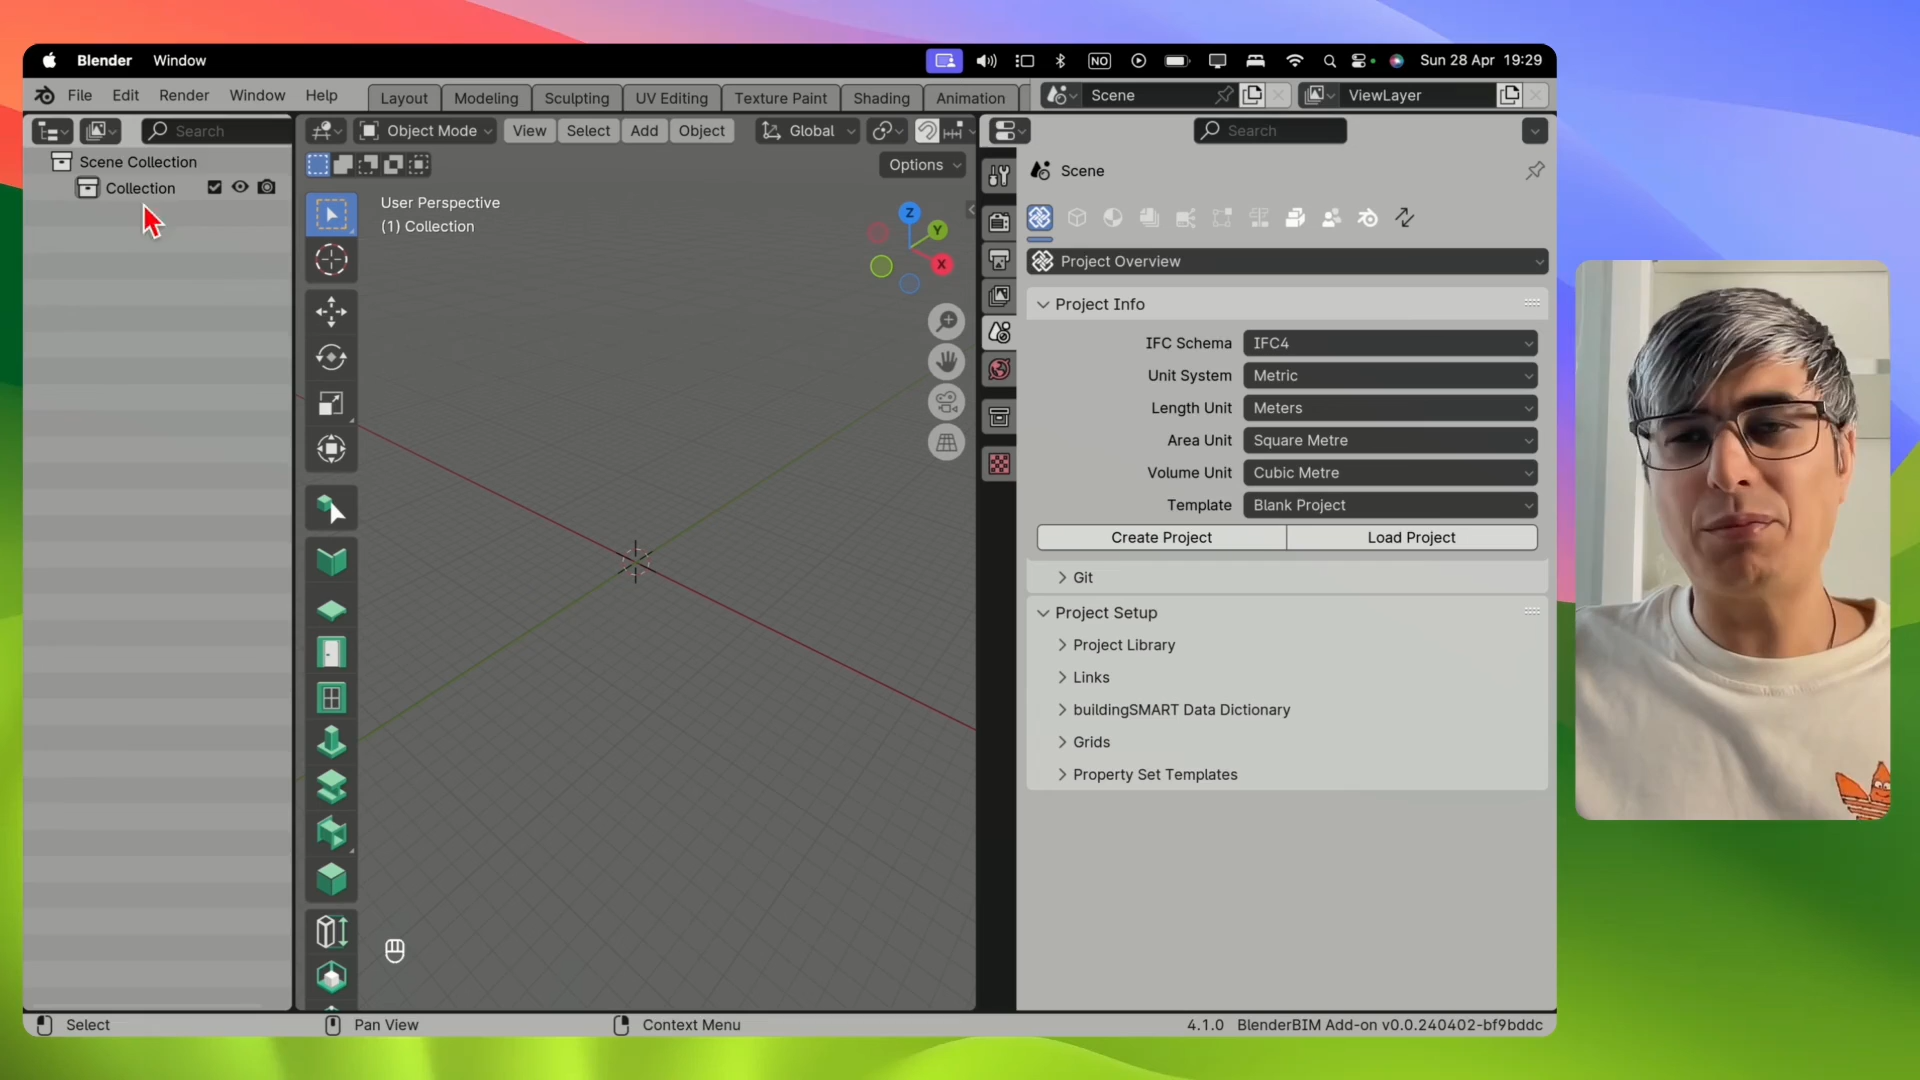 Blender Window NO Sun 28 Apr 19:29
File Edit Render Window Help Layout Modeling Sculpting UV Editing Texture Paint Shading Animation Scene ViewLayer
Search Object Mode View Select Add Object Global Search
Scene Collection
Collection
Options
User Perspective
(1) Collection
Z
Y
X
Scene
Project Overview
Project Info
IFC Schema IFC4
Unit System Metric
Length Unit Meters
Area Unit Square Metre
Volume Unit Cubic Metre
Template Blank Project
Create Project Load Project
Git
Project Setup
Project Library
Links
buildingSMART Data Dictionary
Grids
Property Set Templates
Select Pan View Context Menu 4.1.0 BlenderBIM Add-on v0.0.240402-bf9bddc